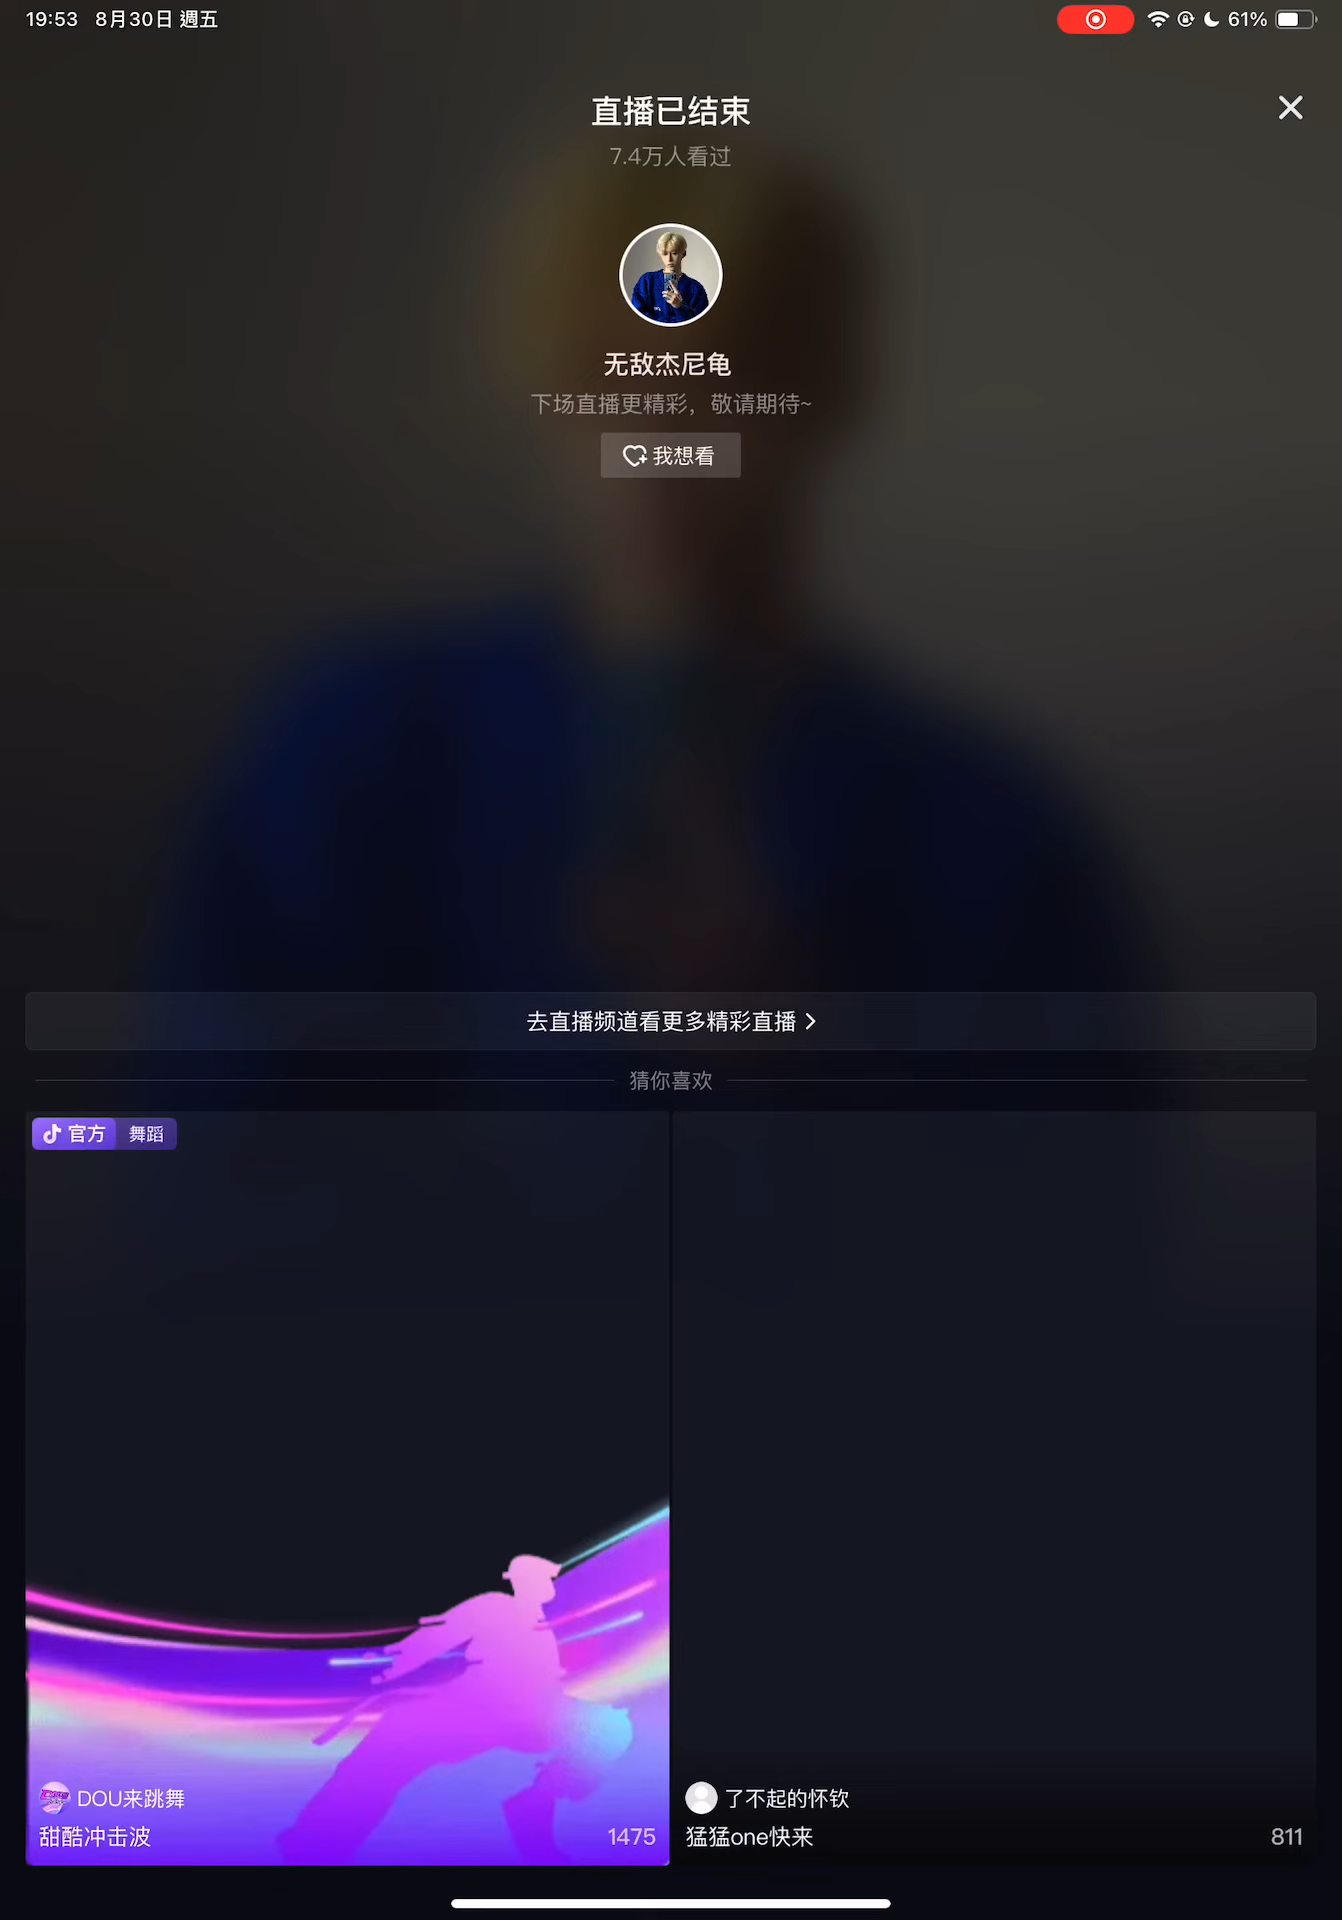 19:53 8月30日 週五
61%
直播已结束
7.4万人看过
无敌杰尼龟
下场直播更精彩，敬请期待~
我想看
去直播频道看更多精彩直播
猜你喜欢
官方 舞蹈
DOU来跳舞
甜酷冲击波 1475
了不起的怀钦
猛猛one快来 811